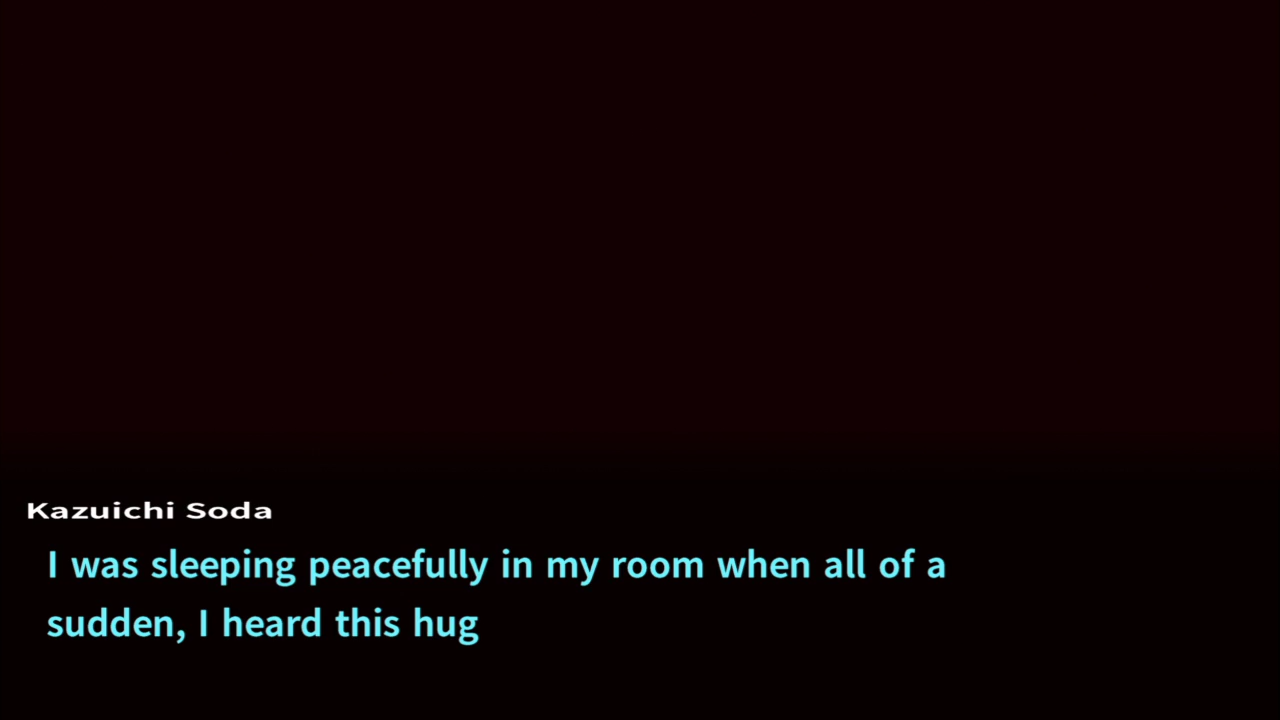 Kazuichi Soda
I was sleeping peacefully in my room when all of a
sudden, I heard this hug